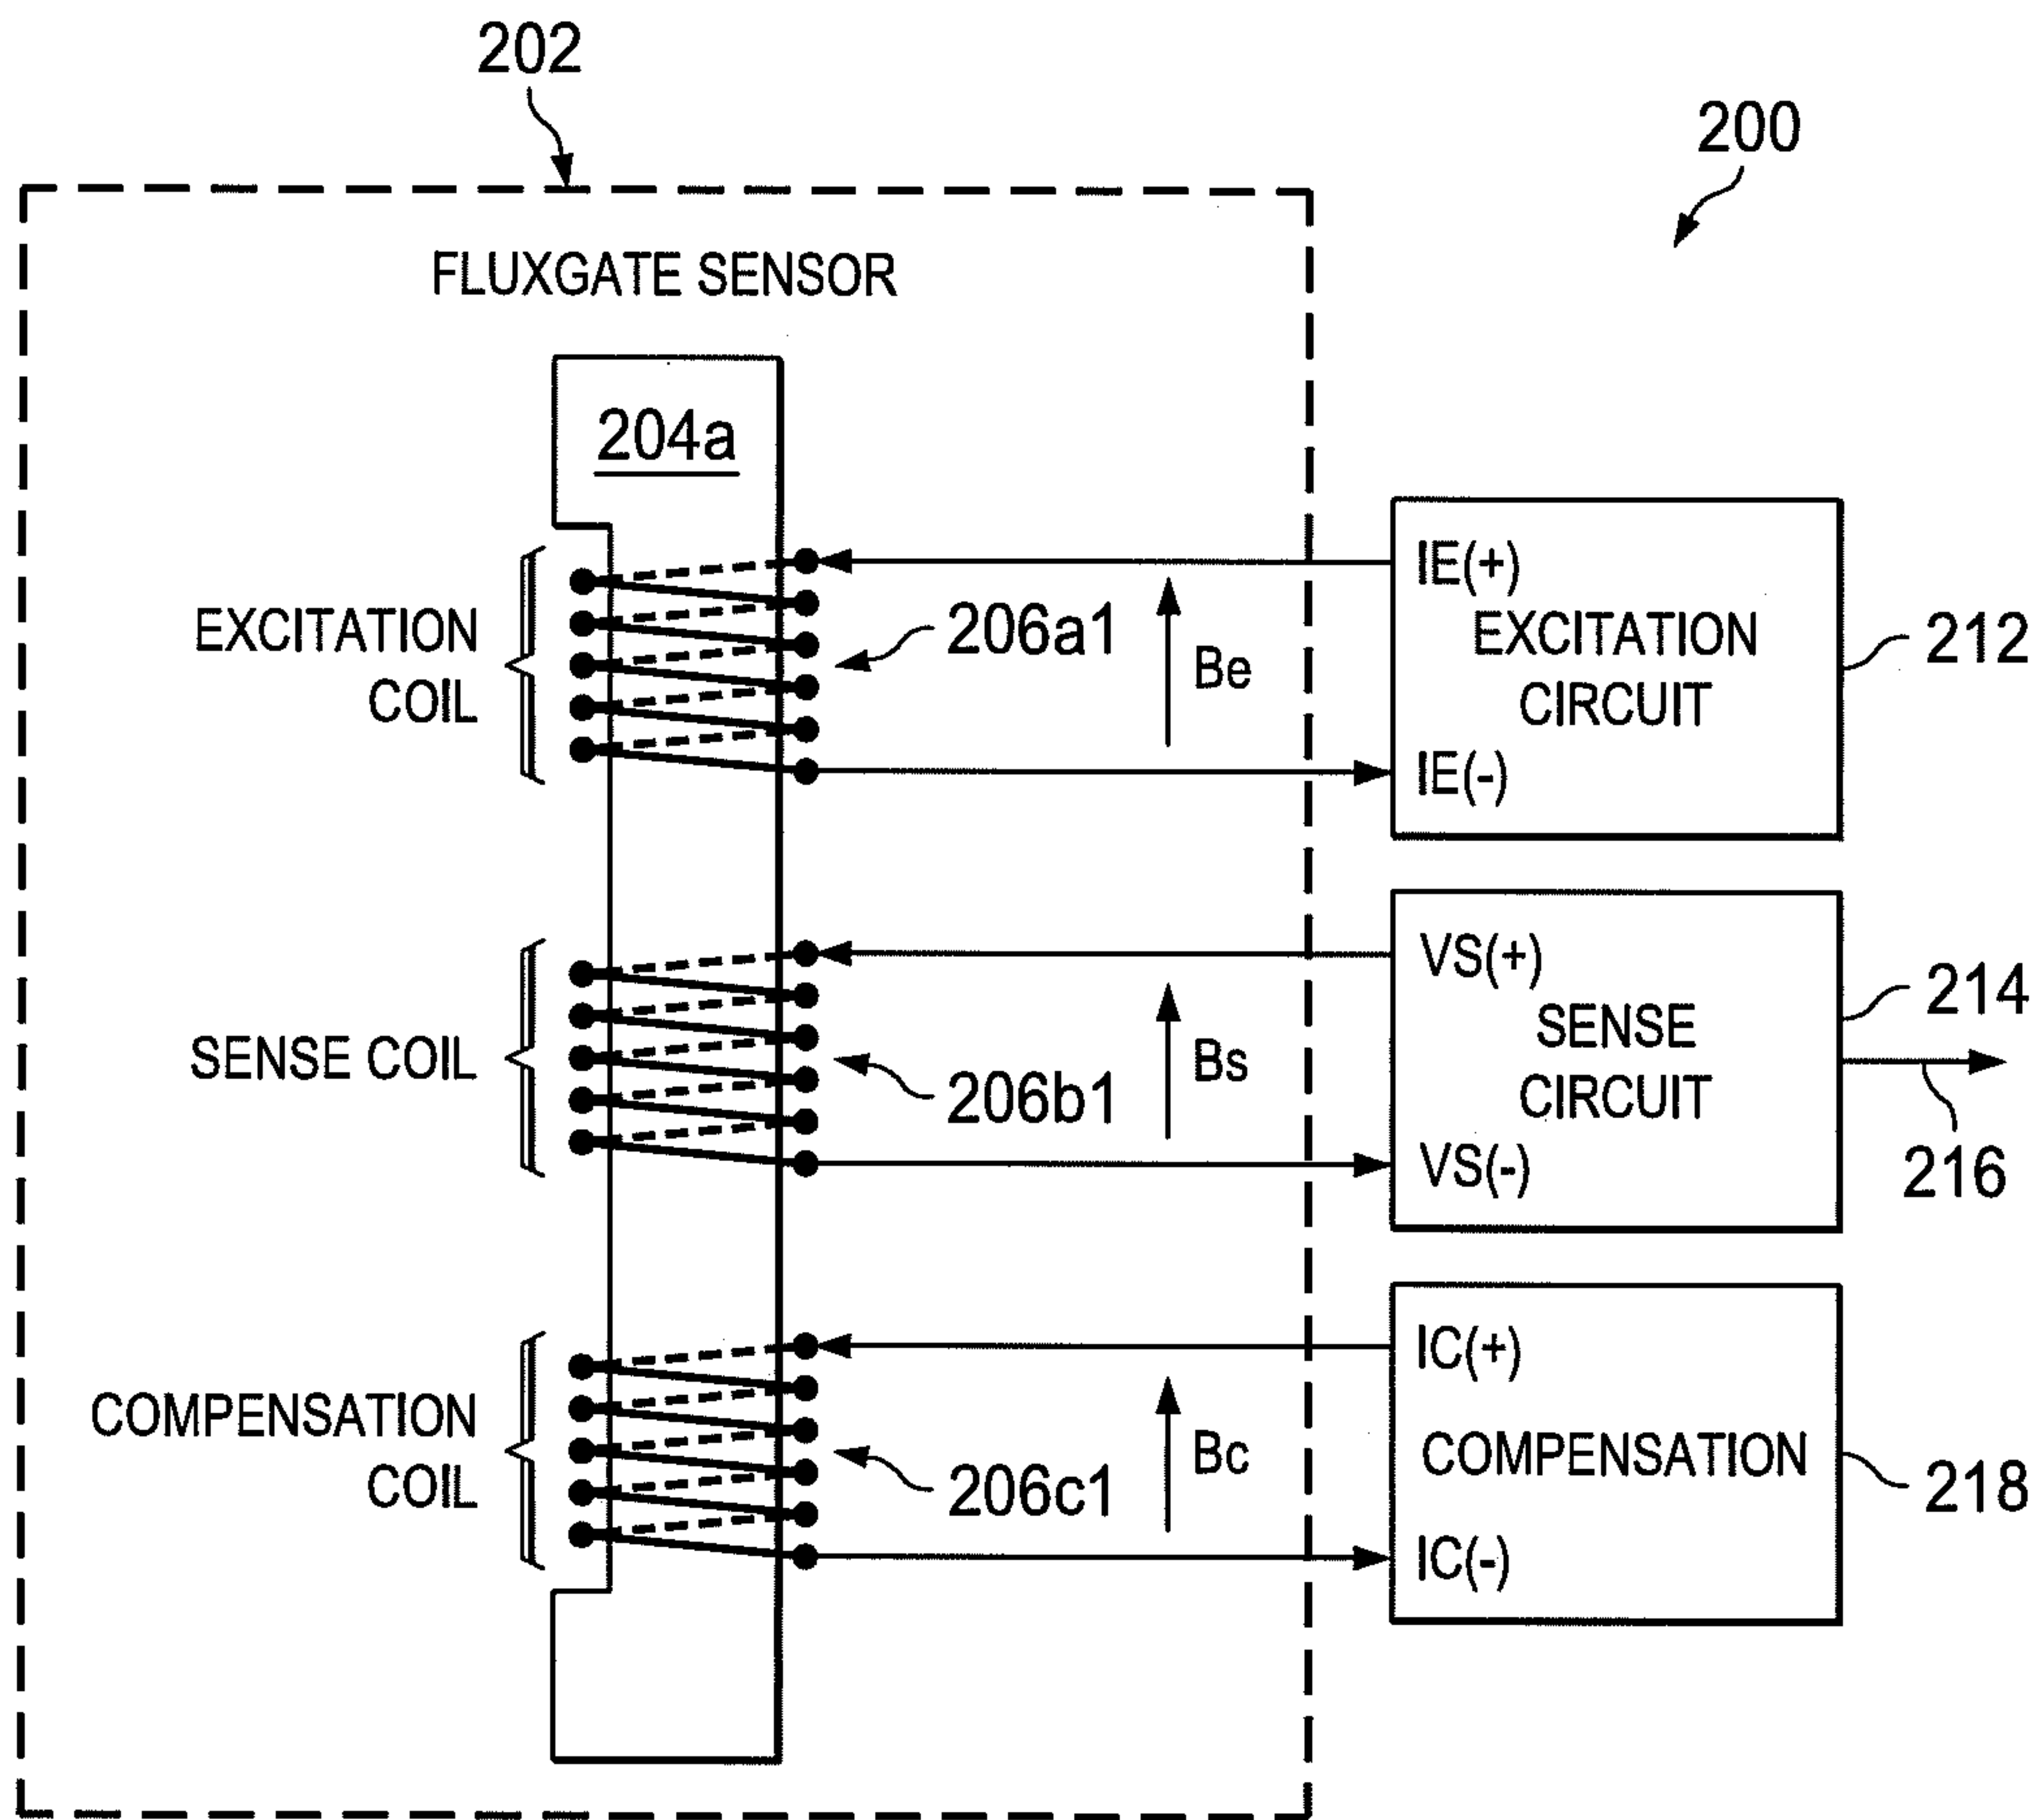 202
200
FLUXGATE SENSOR
204a
EXCITATION
COIL
206a1
Be
IE(+)
EXCITATION
CIRCUIT
IE(-)
212
SENSE COIL
206b1
Bs
VS(+)
SENSE
CIRCUIT
VS(-)
214
216
COMPENSATION
COIL
206c1
Bc
IC(+)
COMPENSATION
IC(-)
218